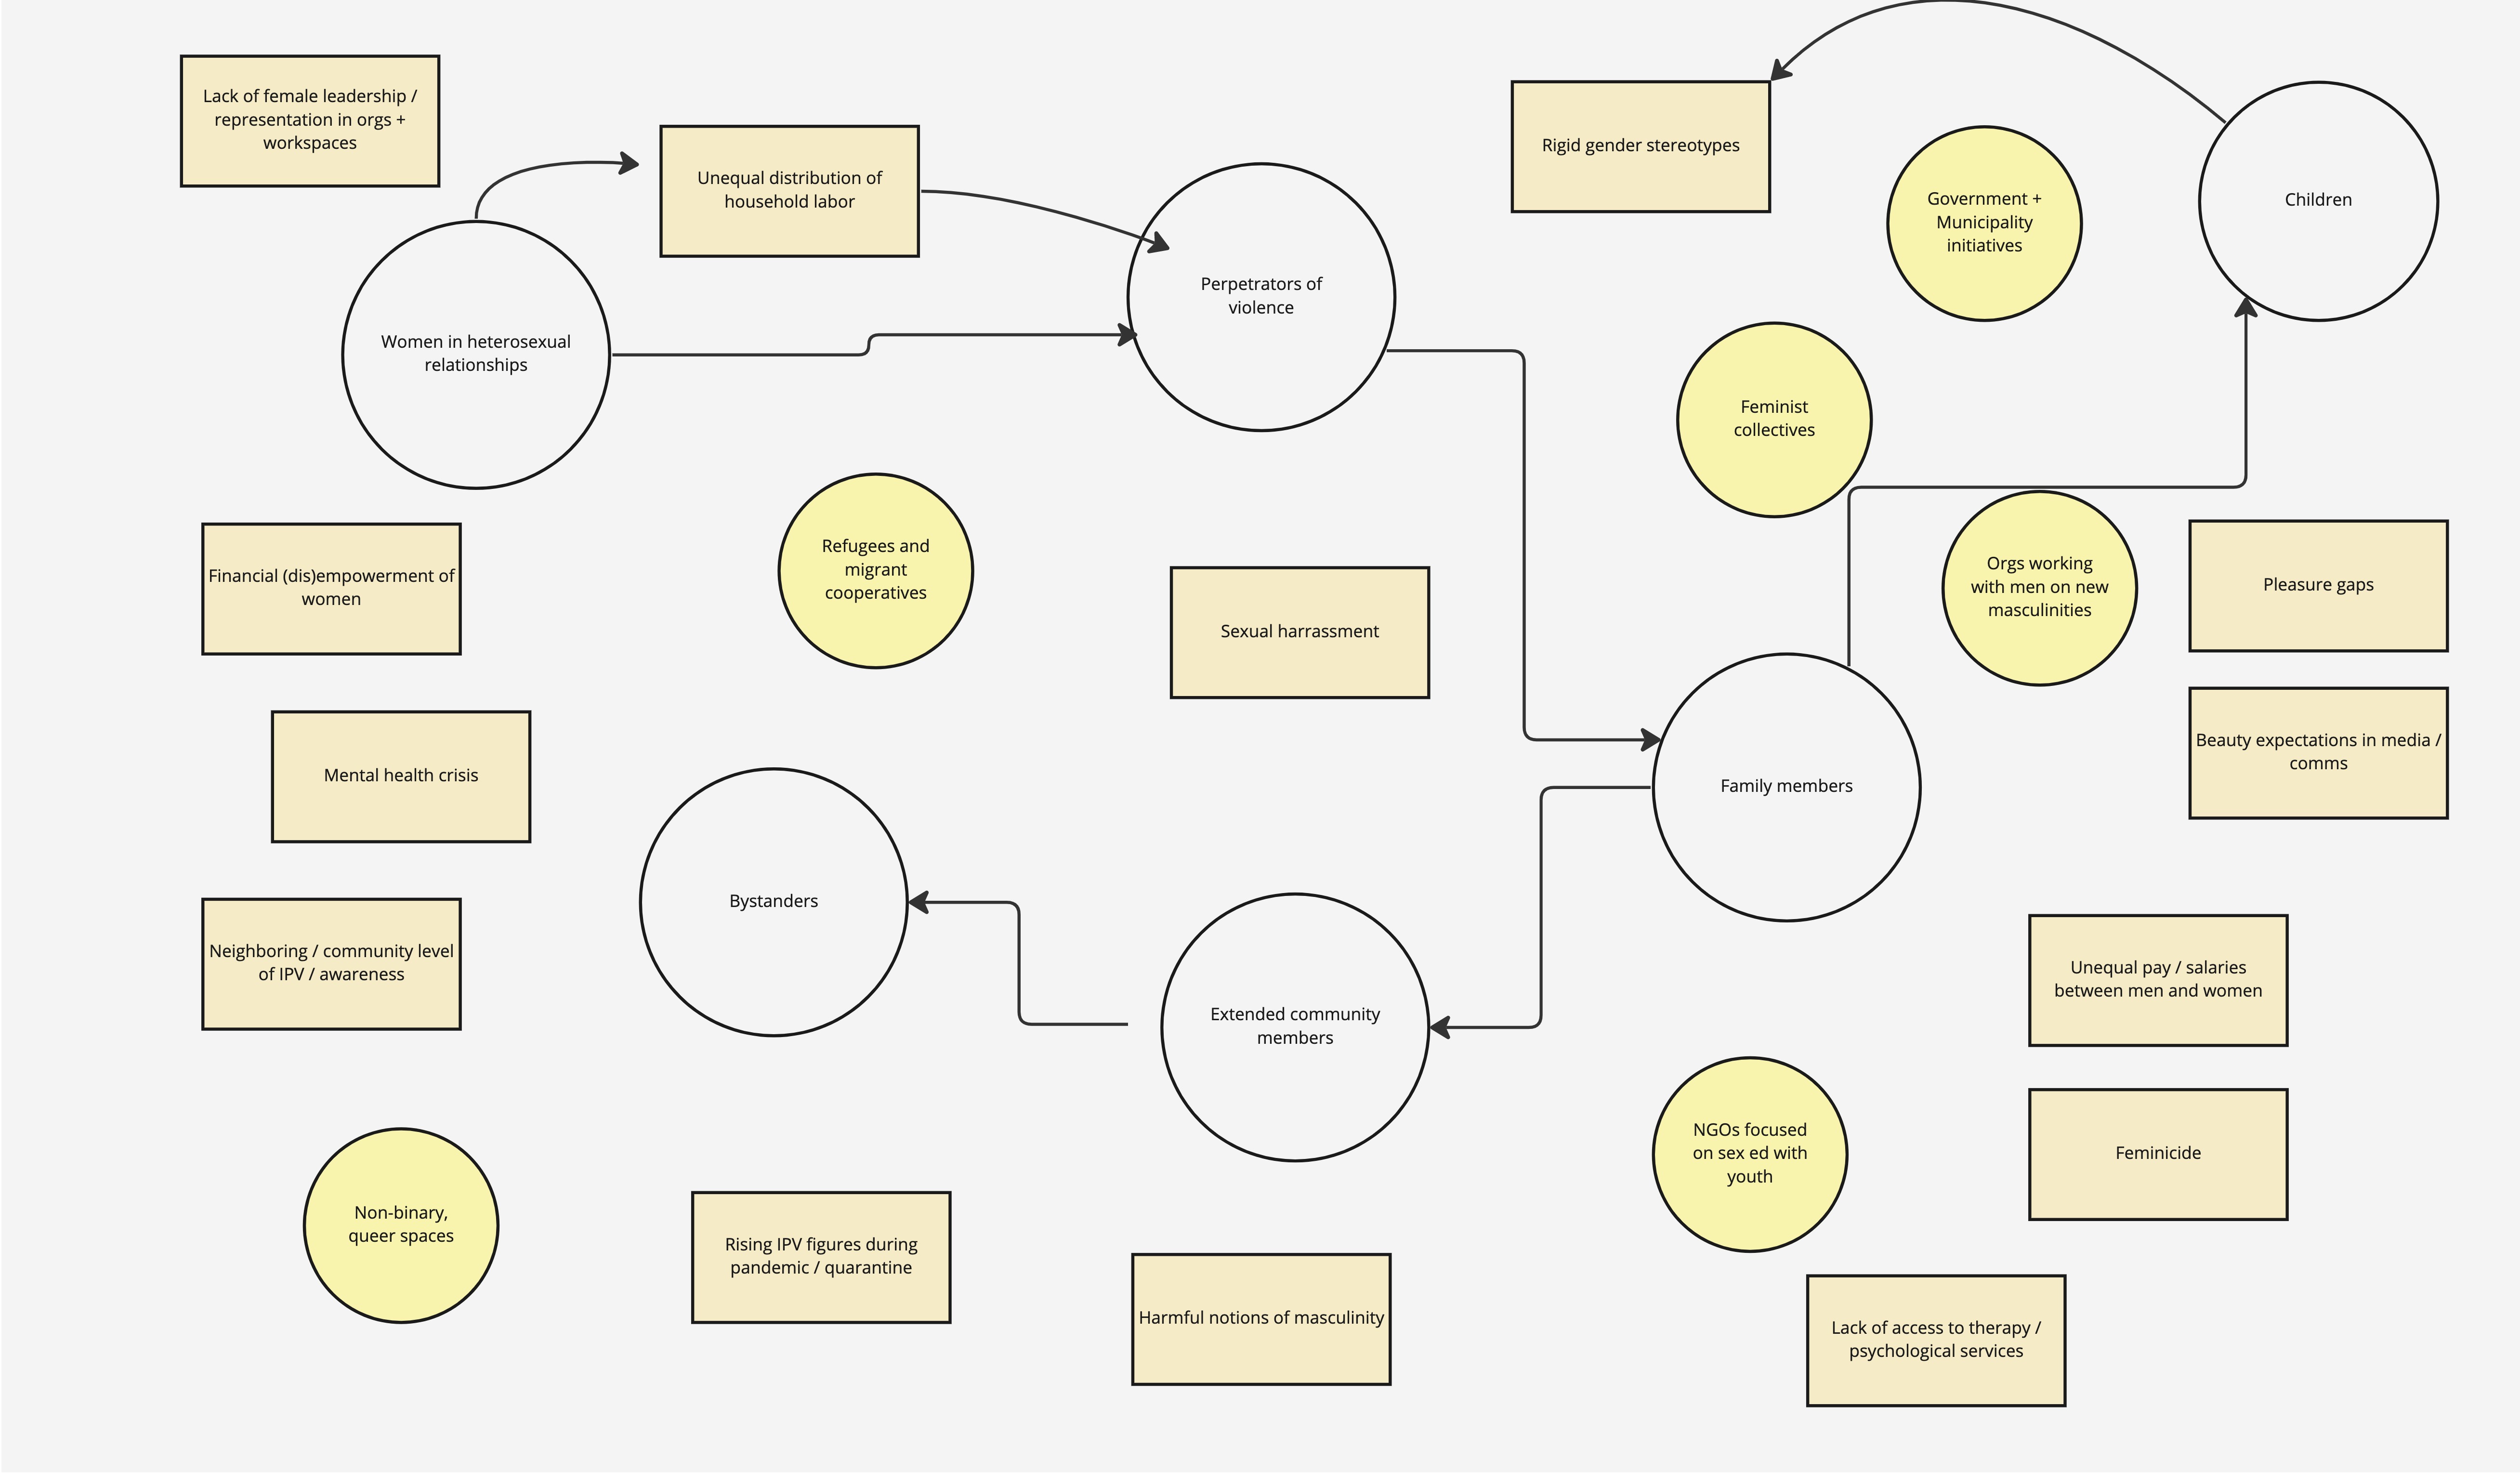 Lack of female leadership /
representation in orgs +
workspaces
Unequal distribution of
household labor
Rigid gender stereotypes
Government +
Municipality
initiatives
Children
Perpetrators of
violence
Women in heterosexual
relationships
Feminist
collectives
Refugees and
migrant
cooperatives
Financial (dis)empowerment of
women
Sexual harrassment
Orgs working
with men on new
masculinities
Pleasure gaps
Beauty expectations in media /
comms
Mental health crisis
Family members
Bystanders
Neighboring / community level
of IPV / awareness
Extended community
members
Unequal pay / salaries
between men and women
NGOs focused
on sex ed with
youth
Feminicide
Non-binary,
queer spaces
Rising IPV figures during
pandemic / quarantine
Harmful notions of masculinity
Lack of access to therapy /
psychological services